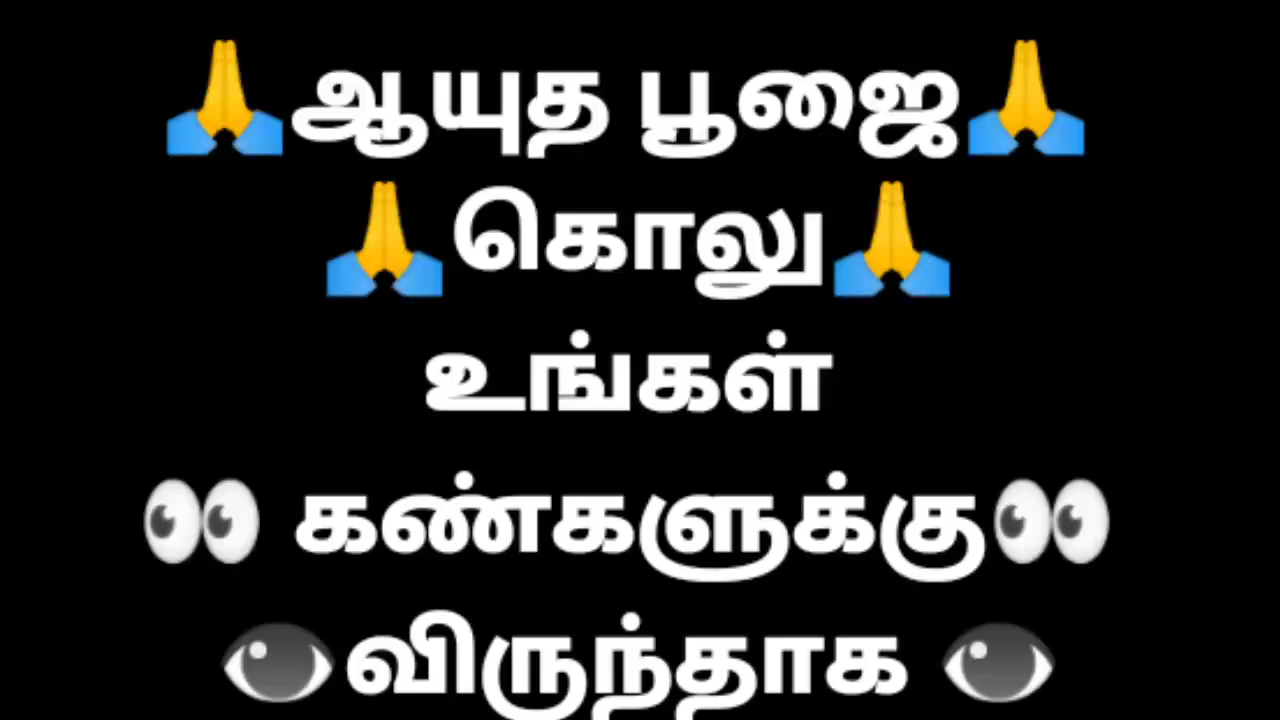 🙏ஆயுத பூஜை🙏
🙏கொலு🙏
உங்கள்
👀 கண்களுக்கு👀
👁விருந்தாக 👁